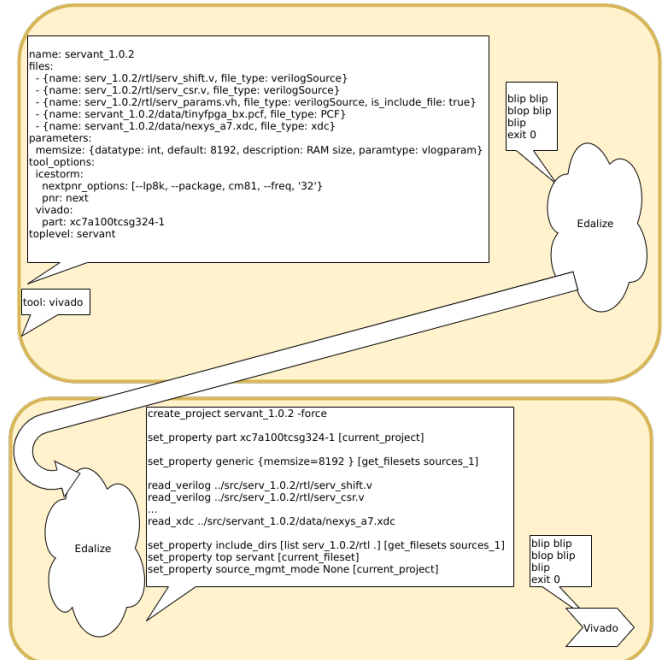 name: servant_1.0.2
files:
- {name: serv_1.0.2/rtl/serv_shift.v, file_type: verilogSource}
- {name: serv_1.0.2/rtl/serv_csr.v, file_type: verilogSource}
- {name: serv_1.0.2/rtl/serv_params.vh, file_type: verilogSource, is_include_file: true}
- {name: servant_1.0.2/data/tinyfpga_bx.pcf, file_type: PCF}
- {name: servant_1.0.2/data/nexys_a7.xdc, file_type: xdc}
parameters:
memsize: {datatype: int, default: 8192, description: RAM size, paramtype: vlogparam}
tool_options:
icestorm:
nextpnr_options: [--lp8k, --package, cm81, --freq, '32'}
pnr: next
vivado:
part: xc7a100tcsg324-1
toplevel: servant
blip blip
blop blip
blip
exit 0
Edalize
tool: vivado
create_project servant_1.0.2 -force
set_property part xc7a100tcsg324-1 [current_project]
set_property generic {memsize=8192 } [get_filesets sources_1]
read_verilog ../src/serv_1.0.2/rtl/serv_shift.v
read_verilog ../src/serv_1.0.2/rtl/serv_csr.v
...
read_xdc ../src/servant_1.0.2/data/nexys_a7.xdc
set_property include_dirs [list serv_1.0.2/rtl .] [get_filesets sources_1]
set_property top servant [current_fileset]
set_property source_mgmt_mode None [current_project]
Edalize
blip blip
blop blip
blip
exit 0
Vivado